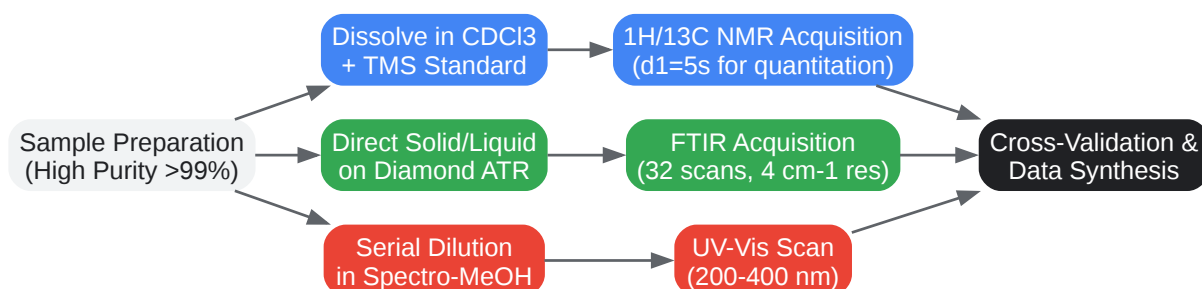 Sample Preparation
(High Purity >99%)
Dissolve in CDCl3
+ TMS Standard
1H/13C NMR Acquisition
(d1=5s for quantitation)
Direct Solid/Liquid
on Diamond ATR
FTIR Acquisition
(32 scans, 4 cm-1 res)
Serial Dilution
in Spectro-MeOH
UV-Vis Scan
(200-400 nm)
Cross-Validation &
Data Synthesis